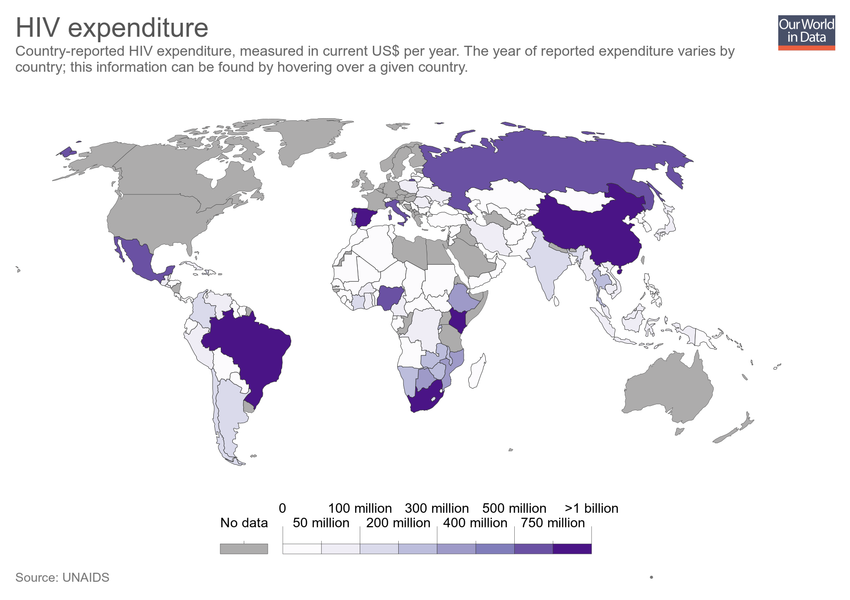 HIV expenditure
Our World
in Data
Country-reported HIV expenditure, measured in current US$ per year. The year of reported expenditure varies by
country; this information can be found by hovering over a given country.
0 100 million 300 million 500 million >1 billion
No data 50 million 200 million 400 million 750 million
Source: UNAIDS